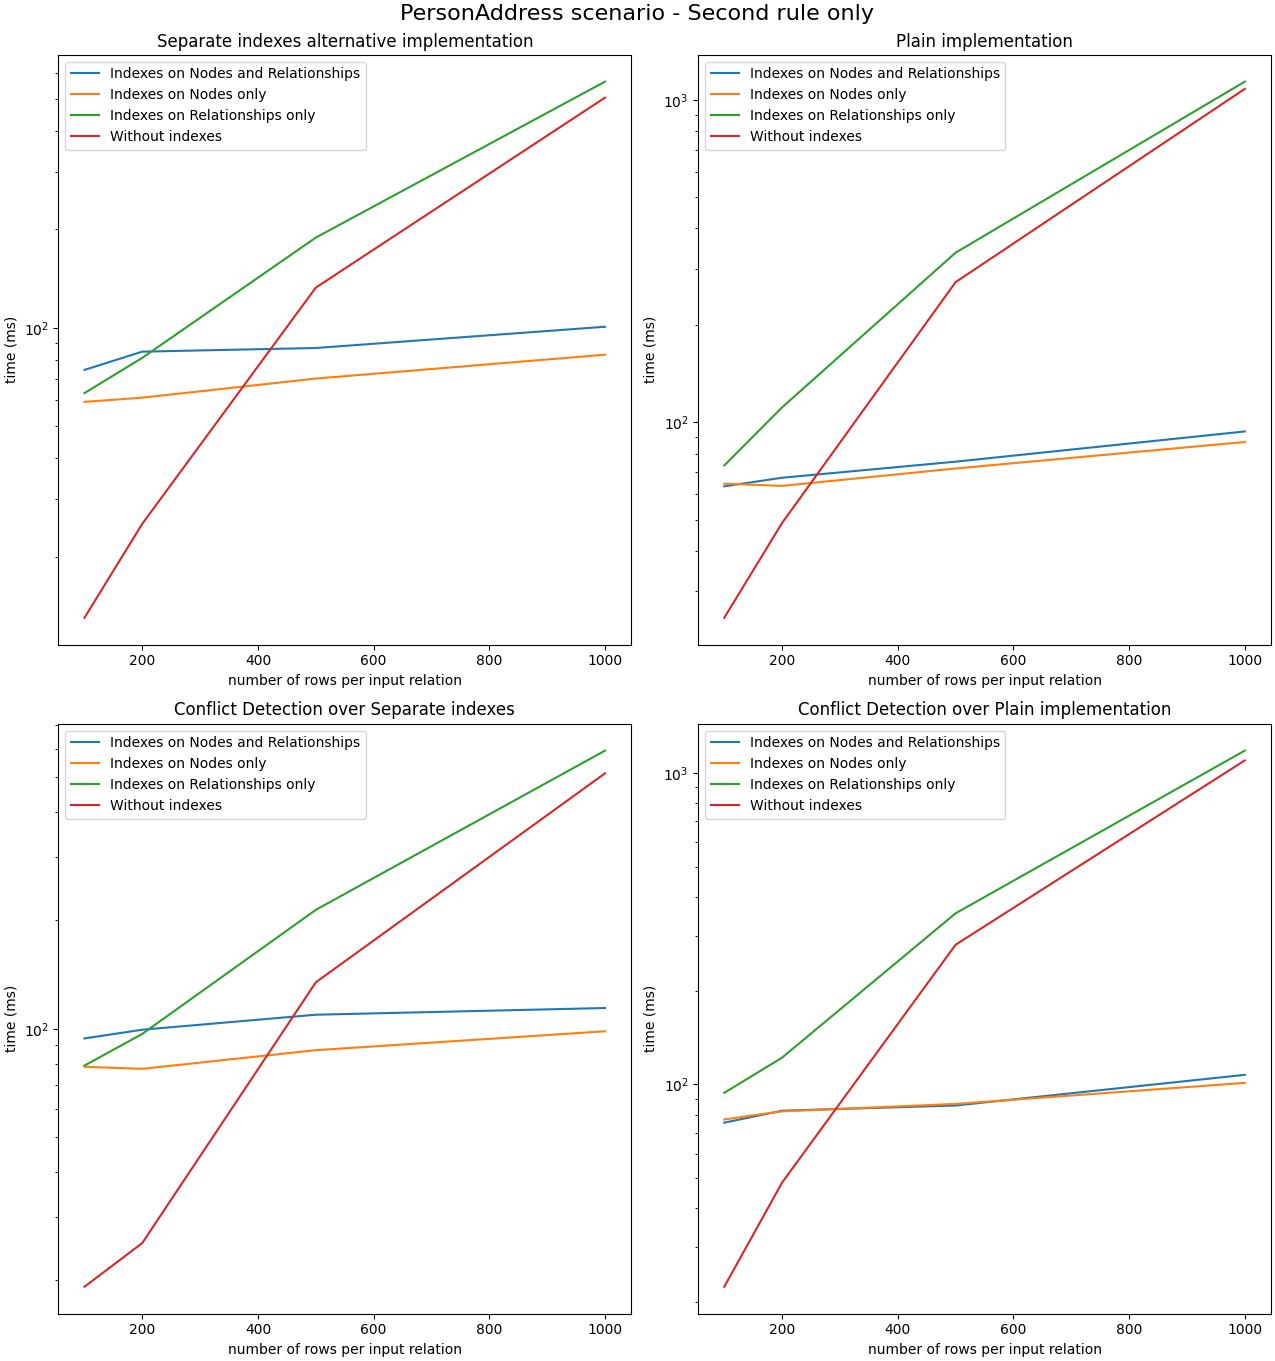 PersonAddress scenario - Second rule only
Separate indexes alternative implementation
Indexes on Nodes and Relationships
Indexes on Nodes only
Indexes on Relationships only
Without indexes
10²
time (ms)
200 400 600 800 1000
number of rows per input relation
Plain implementation
Indexes on Nodes and Relationships
Indexes on Nodes only
Indexes on Relationships only
Without indexes
10³
10²
time (ms)
200 400 600 800 1000
number of rows per input relation
Conflict Detection over Separate indexes
Indexes on Nodes and Relationships
Indexes on Nodes only
Indexes on Relationships only
Without indexes
10²
time (ms)
200 400 600 800 1000
number of rows per input relation
Conflict Detection over Plain implementation
Indexes on Nodes and Relationships
Indexes on Nodes only
Indexes on Relationships only
Without indexes
10³
10²
time (ms)
200 400 600 800 1000
number of rows per input relation